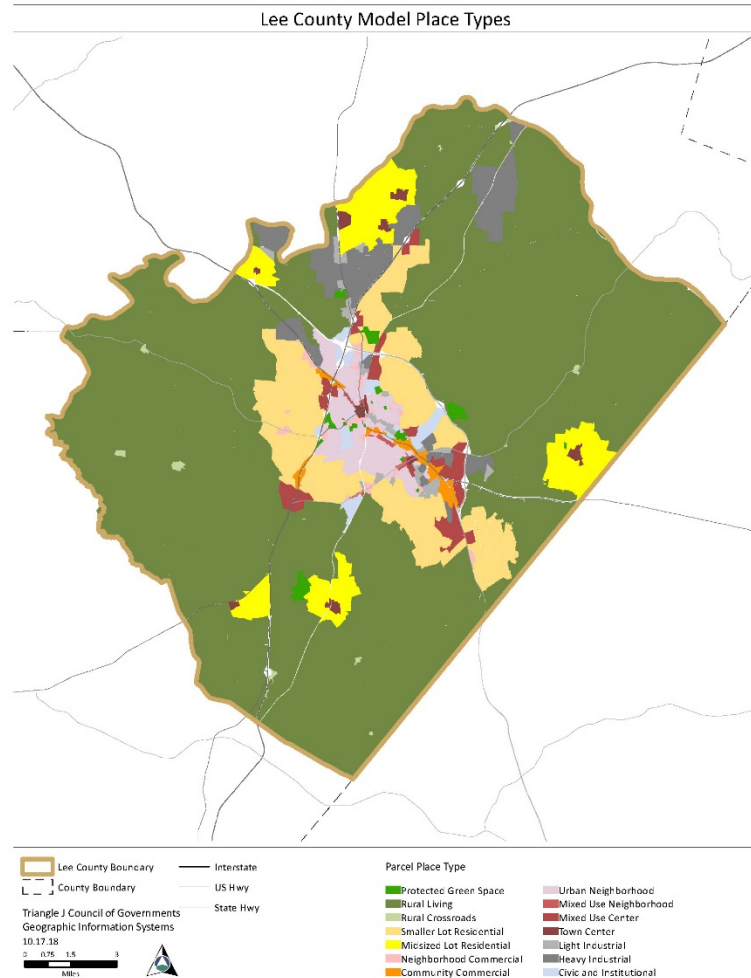 Lee County Model Place Types
Lee County Boundary
County Boundary
Interstate
US Hwy
State Hwy
Triangle J Council of Governments
Geographic Information Systems
10.17.18
0 0.75 1.5 3
Miles
Parcel Place Type
Protected Green Space
Rural Living
Rural Crossroads
Smaller Lot Residential
Midsized Lot Residential
Neighborhood Commercial
Community Commercial
Urban Neighborhood
Mixed Use Neighborhood
Mixed Use Center
Town Center
Light Industrial
Heavy Industrial
Civic and Institutional